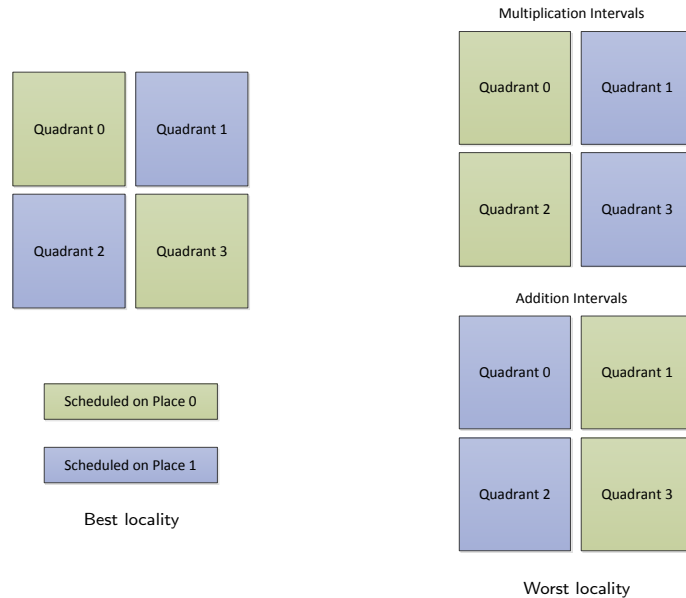 Quadrant 0
Quadrant 1
Quadrant 2
Quadrant 3
Scheduled on Place 0
Scheduled on Place 1
Best locality
Multiplication Intervals
Quadrant 0
Quadrant 1
Quadrant 2
Quadrant 3
Addition Intervals
Quadrant 0
Quadrant 1
Quadrant 2
Quadrant 3
Worst locality